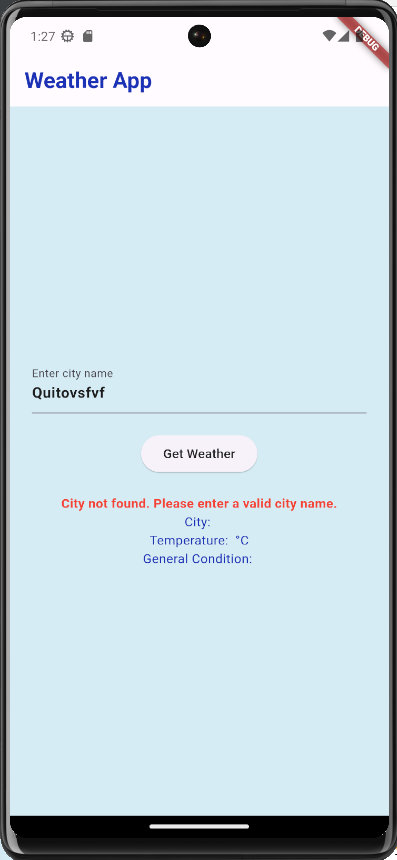 1:27
DEBUG
Weather App
Enter city name
Quitovsfvf
Get Weather
City not found. Please enter a valid city name.
City:
Temperature:  °C
General Condition: